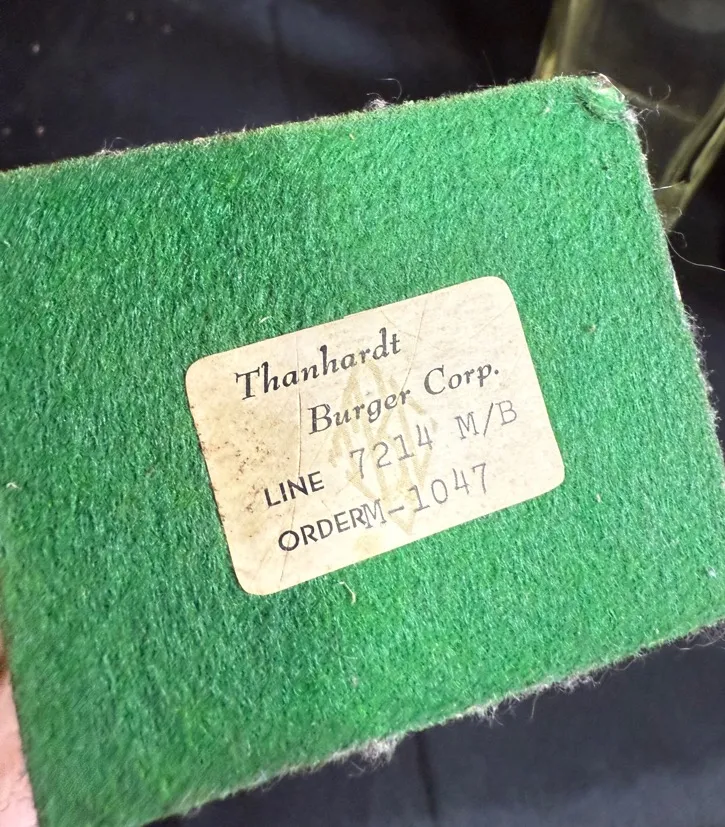 Thanhardt
Burger Corp.
LINE 7214 M/B
ORDER M-1047